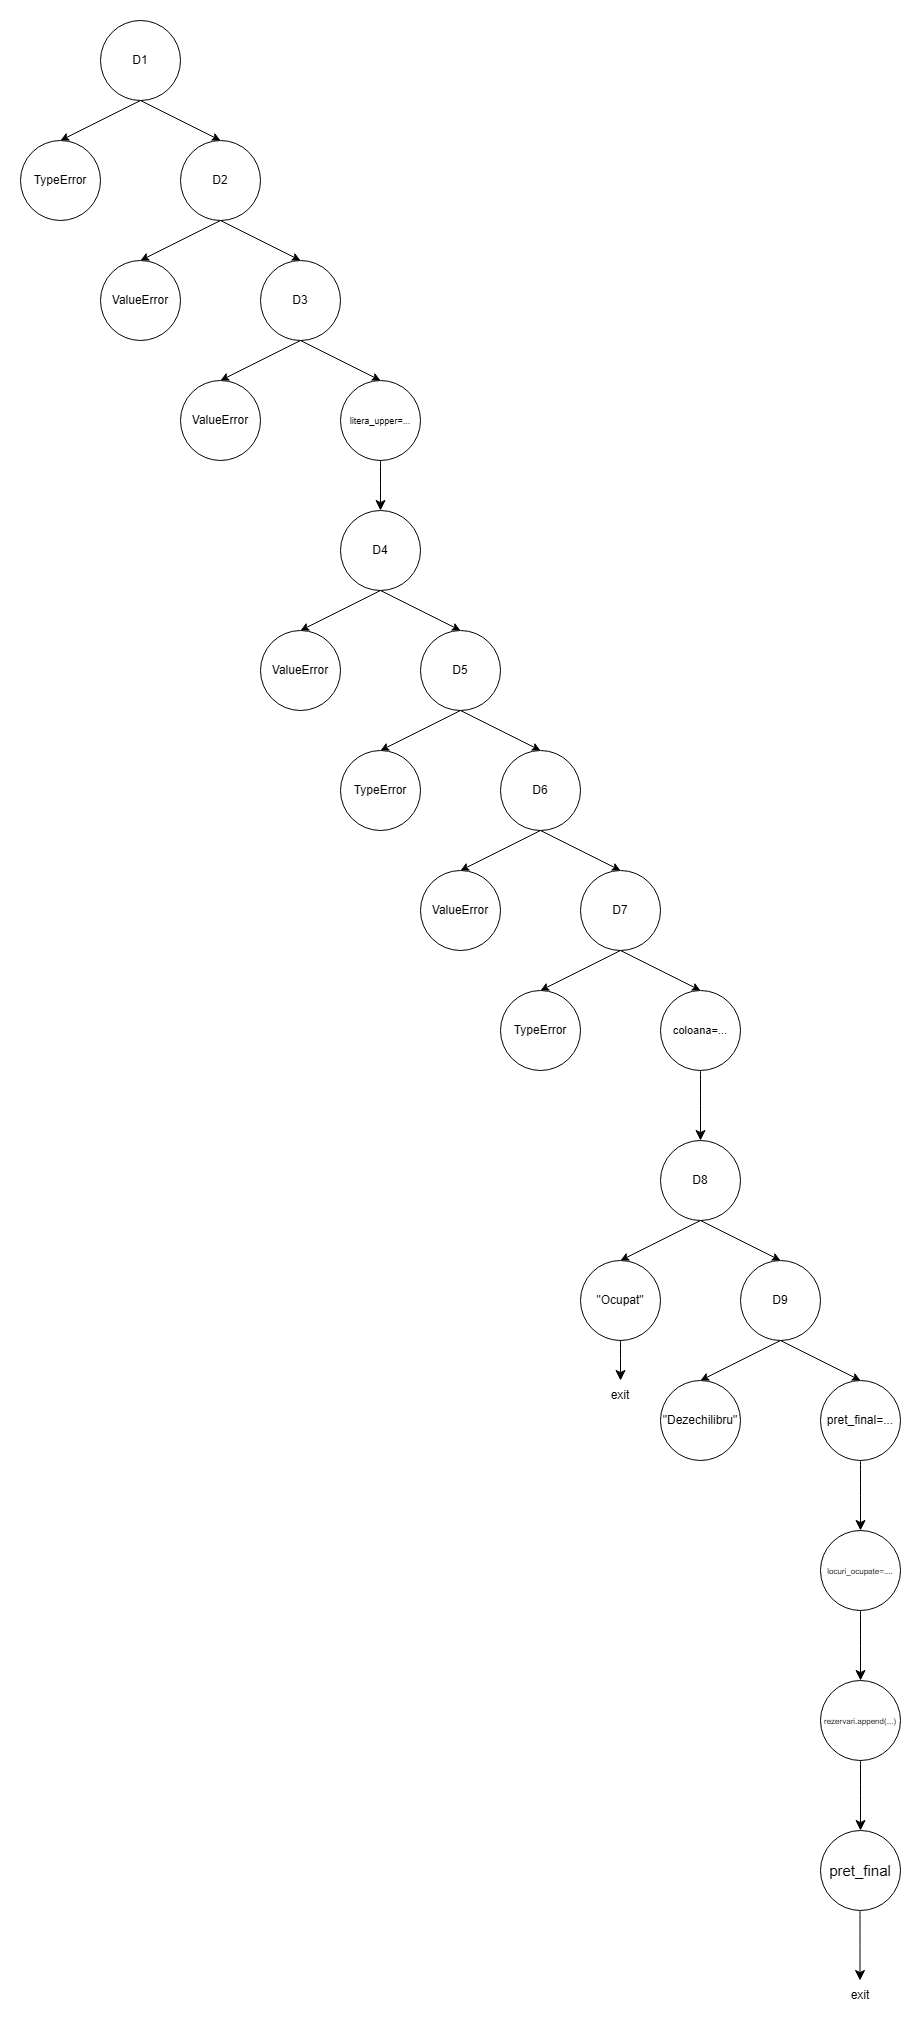 D1
TypeError
D2
ValueError
D3
ValueError
litera_upper=...
D4
ValueError
D5
TypeError
D6
ValueError
D7
TypeError
coloana=...
D8
"Ocupat"
D9
exit
"Dezechilibru"
pret_final=...
locuri_ocupate=....
rezervari.append(...)
pret_final
exit